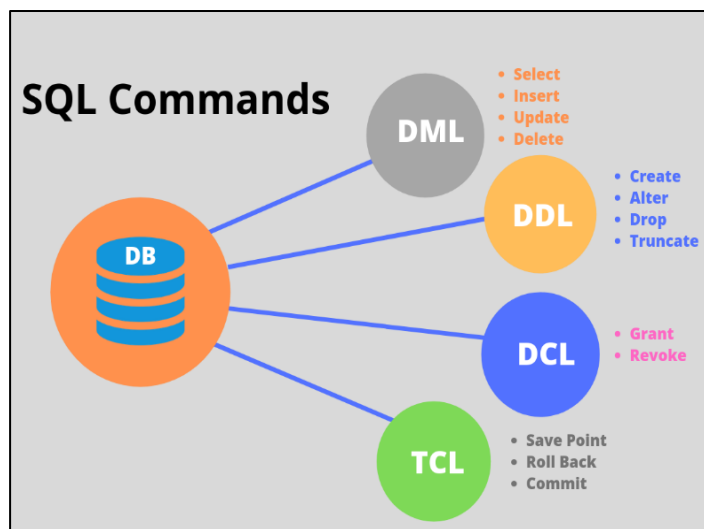 SQL Commands
DML
• Select
• Insert
• Update
• Delete
DDL
• Create
• Alter
• Drop
• Truncate
DB
DCL
• Grant
• Revoke
TCL
• Save Point
• Roll Back
• Commit